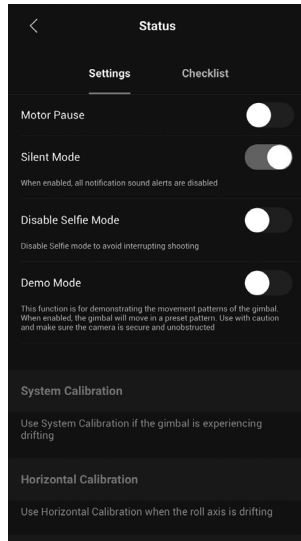 Status
Settings Checklist
Motor Pause
Silent Mode
When enabled, all notification sound alerts are disabled
Disable Selfie Mode
Disable Selfie mode to avoid interrupting shooting
Demo Mode
This function is for demonstrating the movement patterns of the gimbal.
When enabled, the gimbal will move in a preset pattern. Use with caution
and make sure the camera is secure and unobstructed
System Calibration
Use System Calibration if the gimbal is experiencing
drifting
Horizontal Calibration
Use Horizontal Calibration when the roll axis is drifting